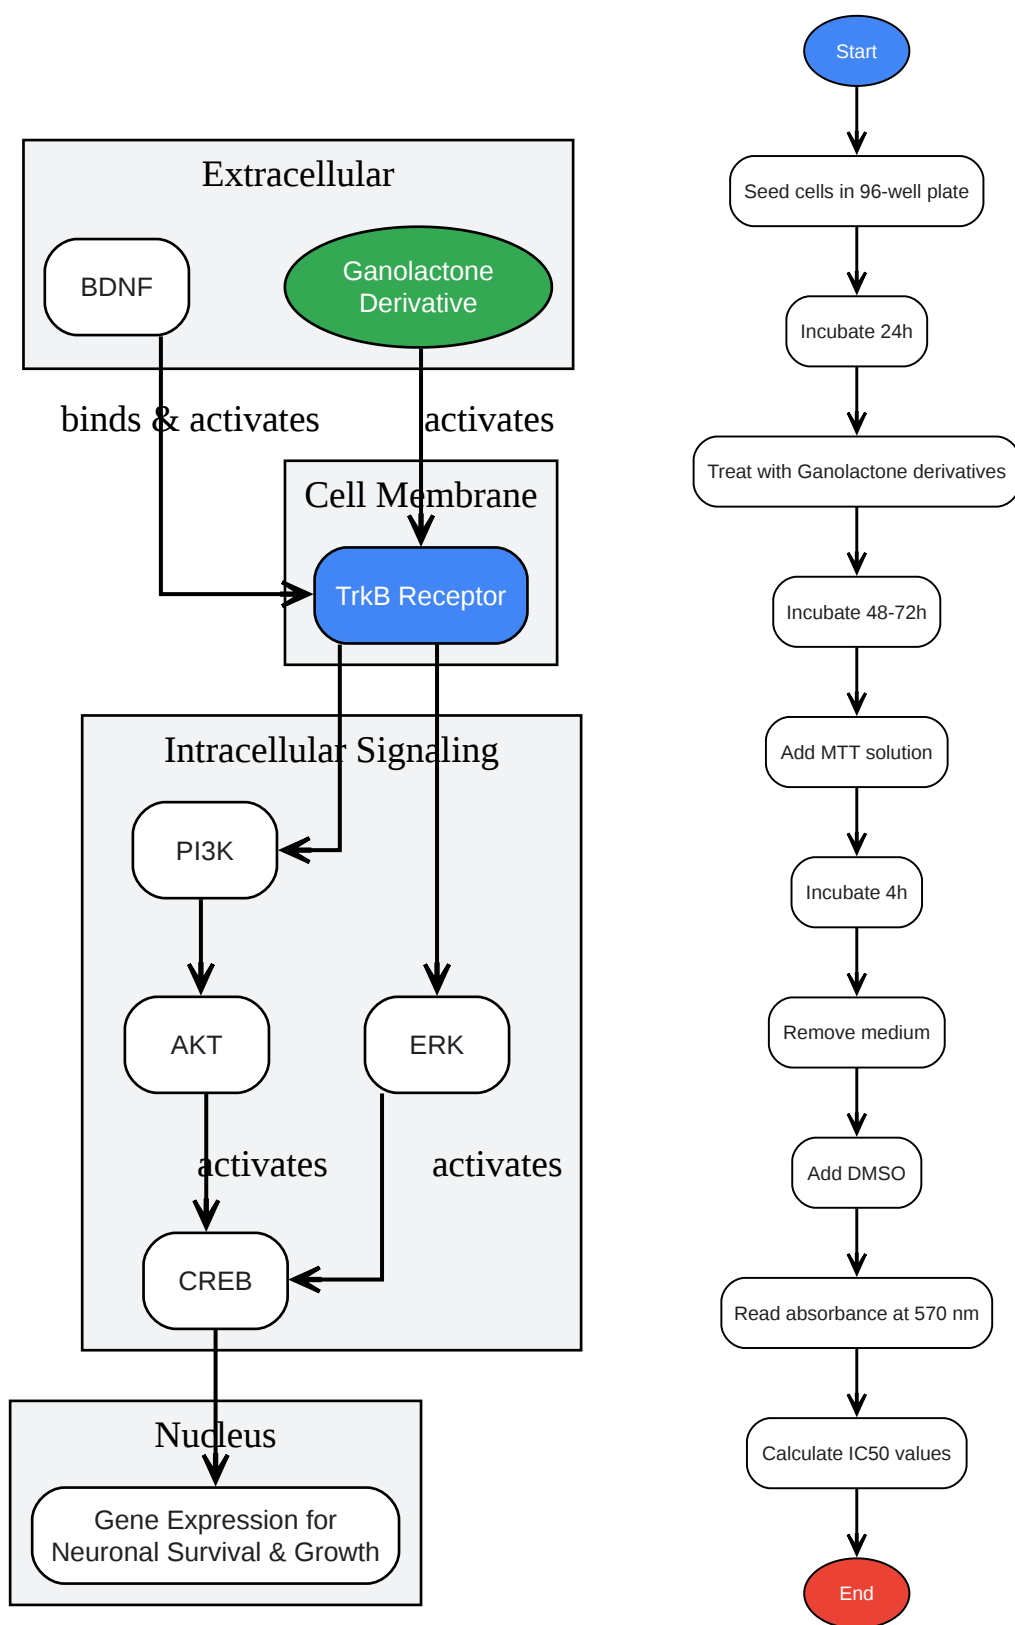 Extracellular
BDNF
Ganolactone
Derivative
binds & activates
activates
Cell Membrane
TrkB Receptor
Intracellular Signaling
PI3K
AKT
ERK
activates
activates
CREB
Nucleus
Gene Expression for
Neuronal Survival & Growth
Start
Seed cells in 96-well plate
Incubate 24h
Treat with Ganolactone derivatives
Incubate 48-72h
Add MTT solution
Incubate 4h
Remove medium
Add DMSO
Read absorbance at 570 nm
Calculate IC50 values
End